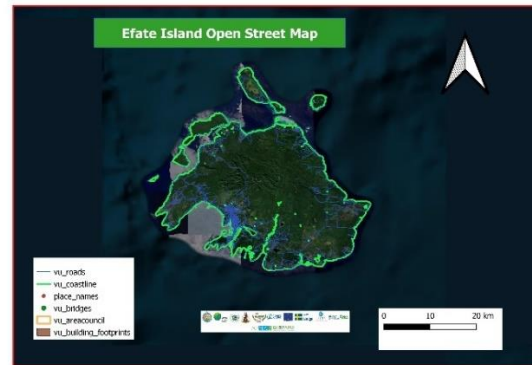 Efate Island Open Street Map
vu_roads
vu_coastline
place_names
vu_bridges
vu_areacouncil
vu_building_footprints
0 10 20 km